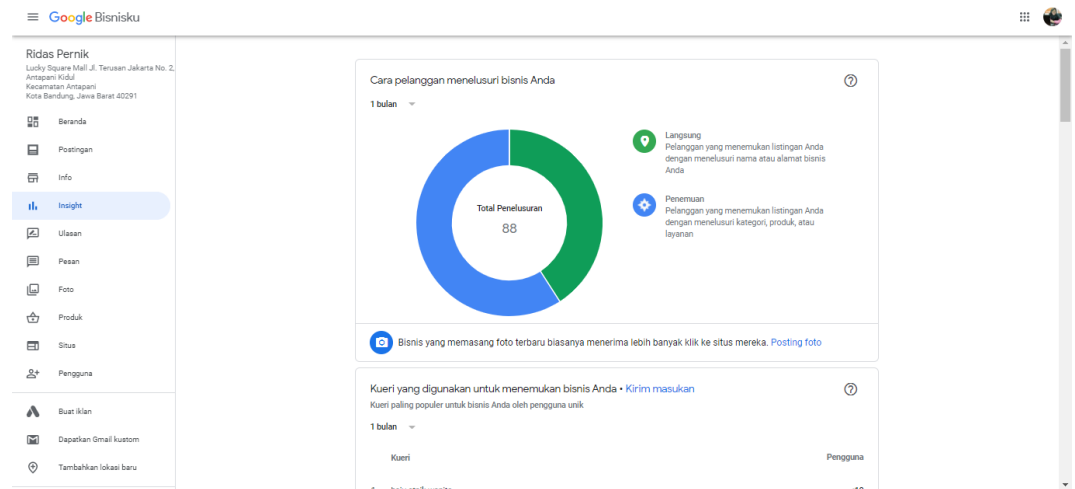 Google Bisnisku
Ridas Pernik
Lucky Square Mall Jl. Terusan Jakarta No. 2,
Antapani Kidul
Kecamatan Antapani
Kota Bandung, Jawa Barat 40291
Beranda
Postingan
Info
Insight
Ulasan
Pesan
Foto
Produk
Situs
Pengguna
Buat iklan
Dapatkan Gmail kustom
Tambahkan lokasi baru
Cara pelanggan menelusuri bisnis Anda
1 bulan
Total Penelusuran
88
Langsung
Pelanggan yang menemukan listingan Anda
dengan menelusuri nama atau alamat bisnis
Anda
Penemuan
Pelanggan yang menemukan listingan Anda
dengan menelusuri kategori, produk, atau
layanan
Bisnis yang memasang foto terbaru biasanya menerima lebih banyak klik ke situs mereka. Posting foto
Kueri yang digunakan untuk menemukan bisnis Anda • Kirim masukan
Kueri paling populer untuk bisnis Anda oleh pengguna unik
1 bulan
Kueri Pengguna